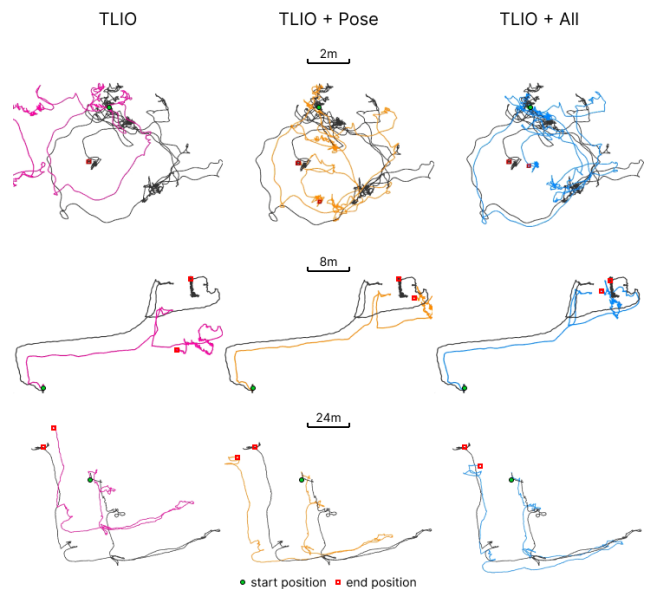 TLIO TLIO + Pose TLIO + All
2m
8m
24m
start position end position